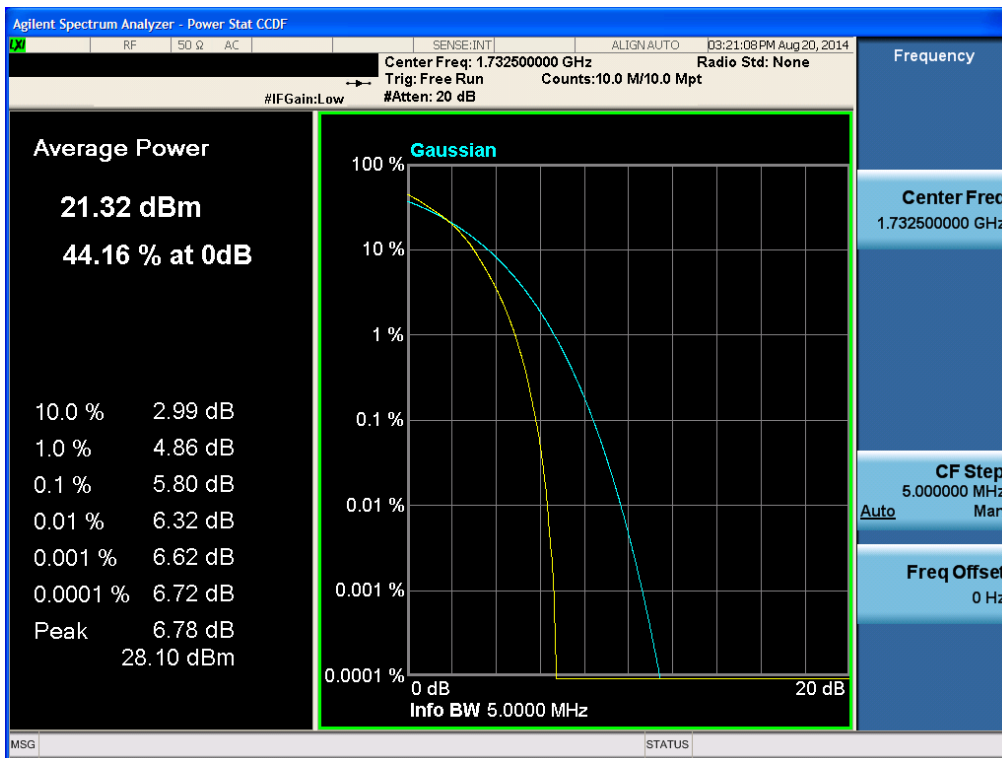 Agilent Spectrum Analyzer - Power Stat CCDF
LXI RF 50 Ω AC SENSE:INT ALIGN AUTO 03:21:08 PM Aug 20, 2014
Center Freq: 1.732500000 GHz Radio Std: None
Trig: Free Run Counts:10.0 M/10.0 Mpt
#IFGain:Low #Atten: 20 dB
Average Power
21.32 dBm
44.16 % at 0dB
10.0 % 2.99 dB
1.0 % 4.86 dB
0.1 % 5.80 dB
0.01 % 6.32 dB
0.001 % 6.62 dB
0.0001 % 6.72 dB
Peak 6.78 dB
28.10 dBm
Gaussian
100 %
10 %
1 %
0.1 %
0.01 %
0.001 %
0.0001 %
0 dB 20 dB
Info BW 5.0000 MHz
Frequency
Center Freq
1.732500000 GHz
CF Step
5.000000 MHz
Auto Man
Freq Offset
0 Hz
MSG STATUS